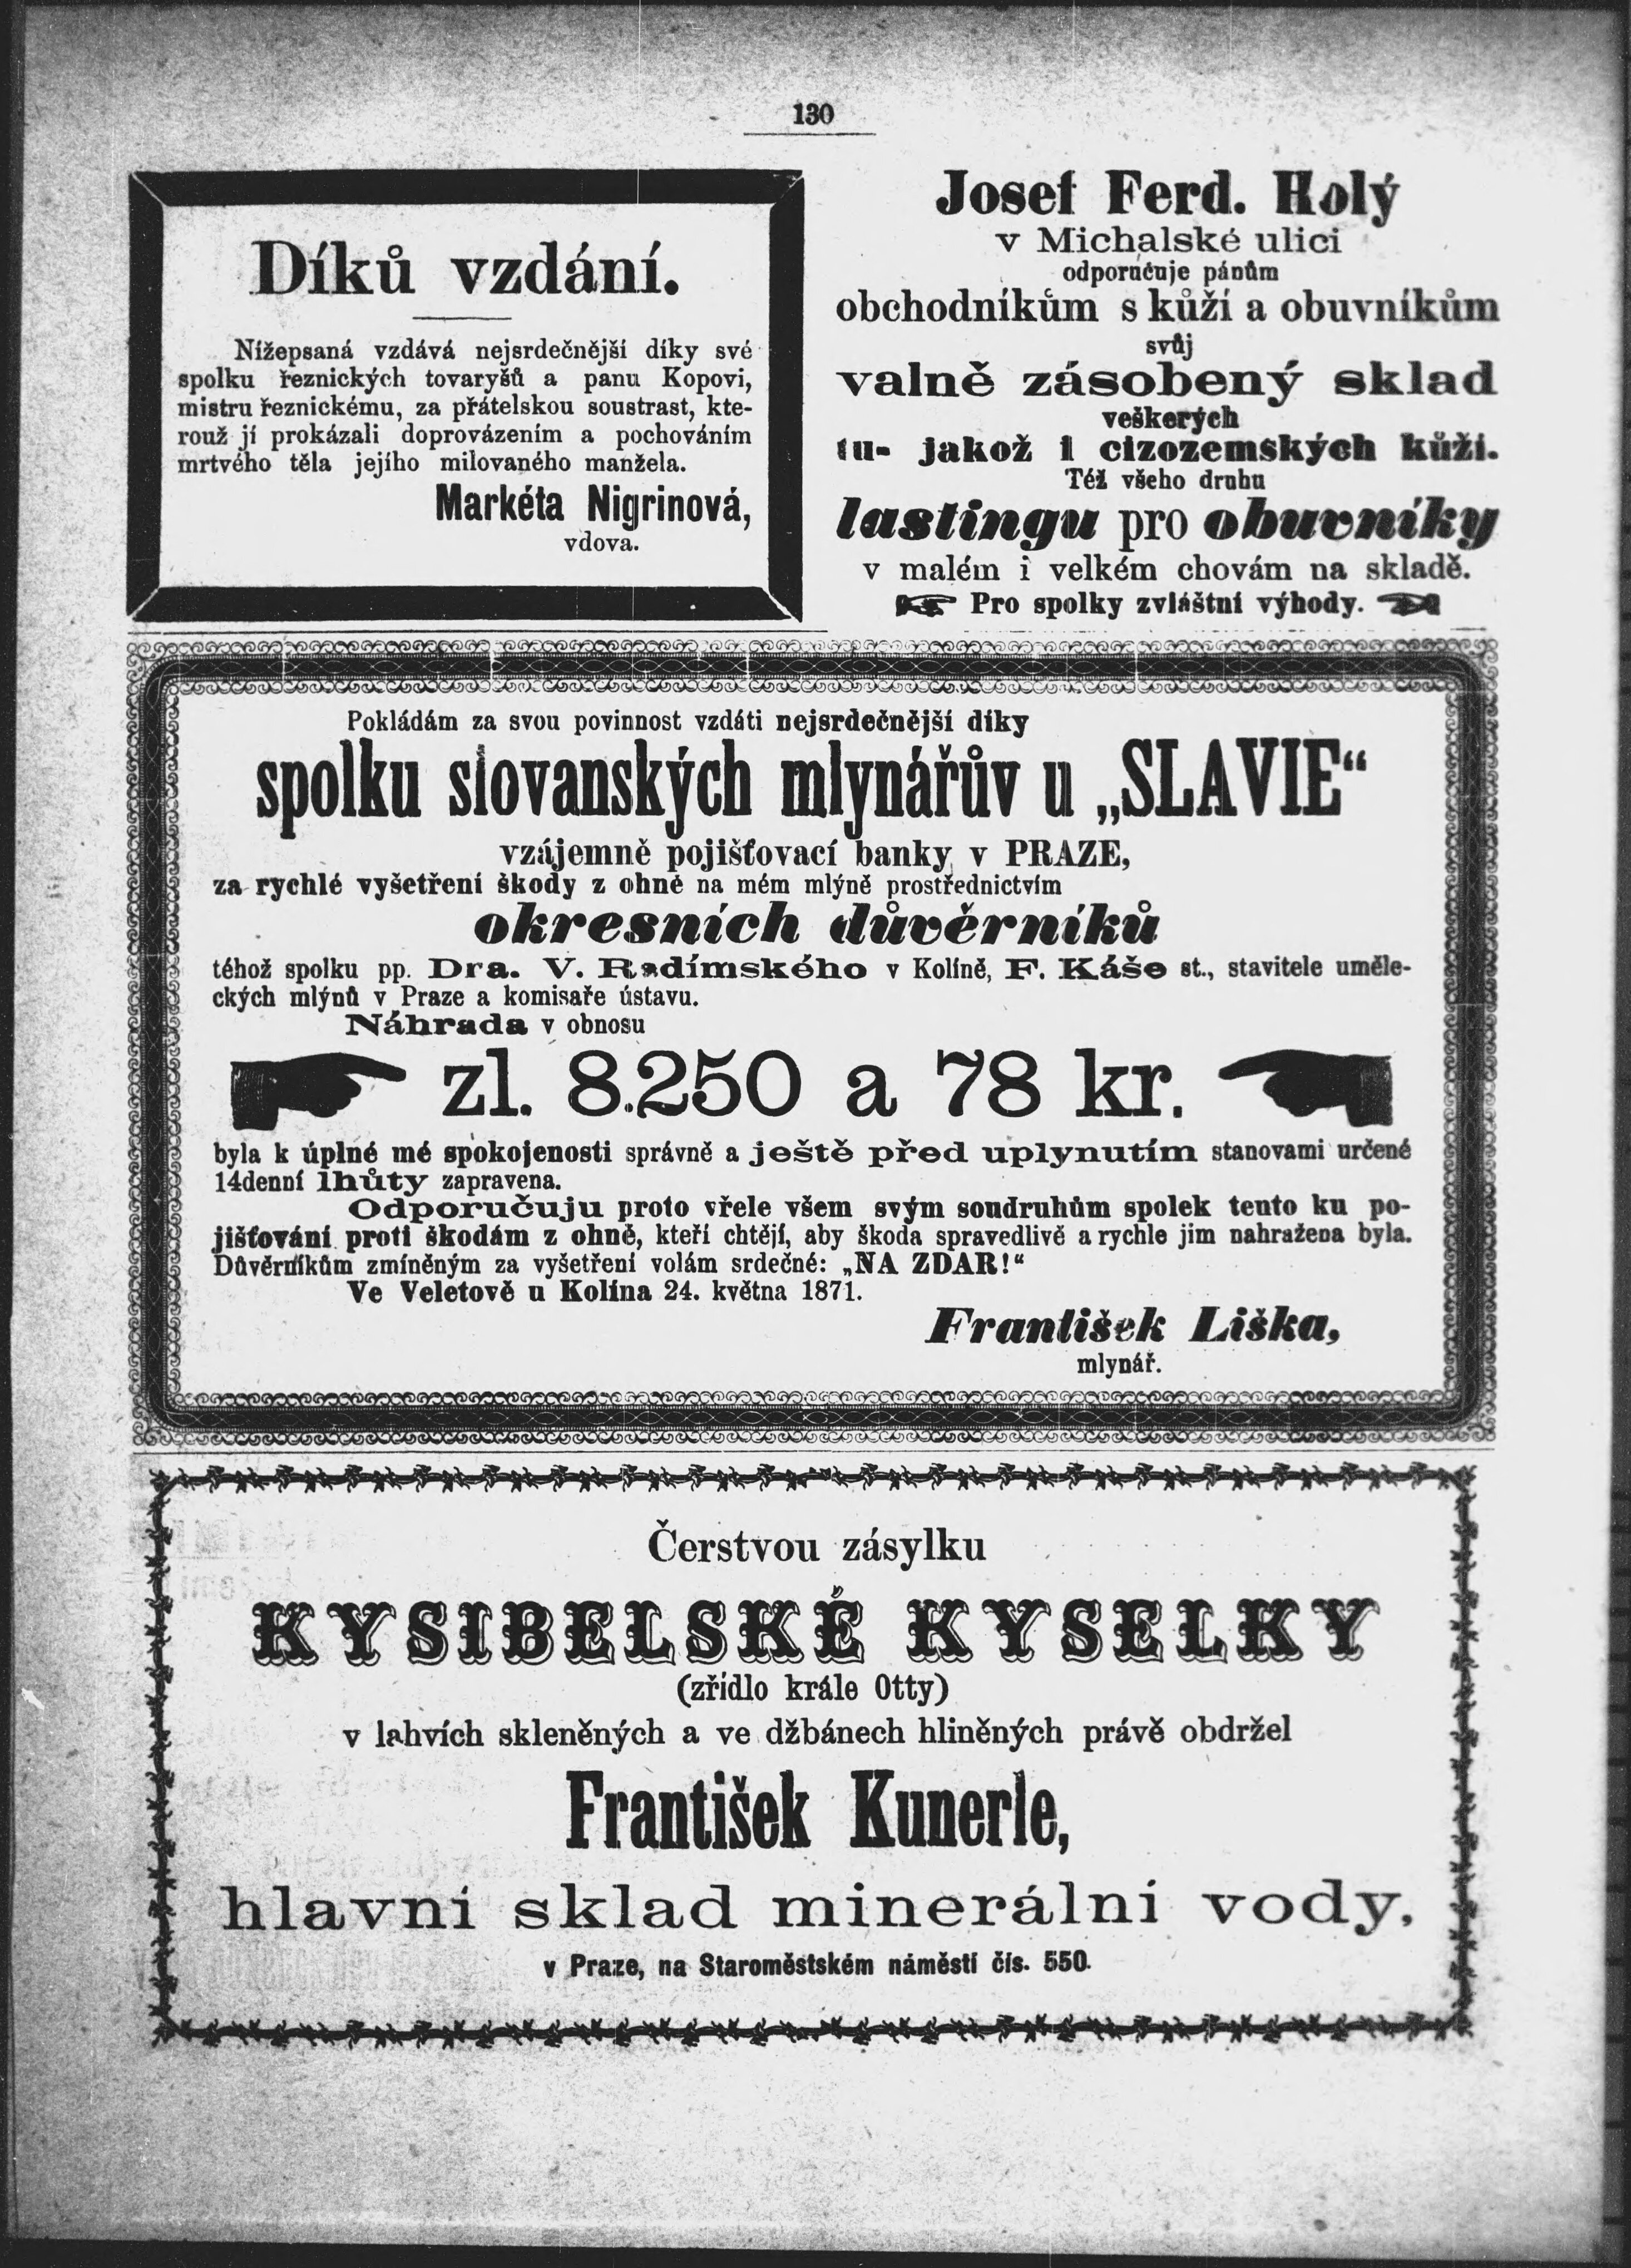 130
Díků vzdání.
Nížepsaná vzdává nejsrdečnější díky své
spolku řeznických tovaryšů a panu Kopovi,
mistru řeznickému, za přátelskou soustrast, kte-
rouž jí prokázali doprovázením a pochováním
mrtvého těla jejího milovaného manžela.
Markéta Nigrinová,
vdova.
Josef Ferd. Holý
v Michalské ulici
odporučuje pánům
obchodníkům s kůží a obuvníkům
svůj
valně zásobený sklad
veškerých
tu- jakož i cizozemských kůží.
Též všeho druhu
lastingu pro obuvníky
v malém i velkém chovám na skladě.
Pro spolky zvláštní výhody.
Pokládám za svou povinnost vzdáti nejsrdečnější díky
spolku slovanských mlynářův u „SLAVIE“
vzájemně pojišťovací banky v PRAZE,
za rychlé vyšetření škody z ohně na mém mlýně prostřednictvím
okresních důvěrníků
téhož spolku pp. Dra. V. Radímského v Kolíně, F. Káše st., stavitele uměle-
ckých mlýnů v Praze a komisaře ústavu.
Náhrada v obnosu
zl. 8.250 a 78 kr.
byla k úplné mé spokojenosti správně a ještě před uplynutím stanovami určené
14denní lhůty zapravena.
Odporučuju proto vřele všem svým soudruhům spolek tento ku po-
jišťování proti škodám z ohně, kteří chtějí, aby škoda spravedlivě a rychle jim nahražena byla.
Důvěrníkům zmíněným za vyšetření volám srdečné: „NA ZDAR!“
Ve Veletově u Kolína 24. května 1871.
František Liška,
mlynář.
Čerstvou zásylku
KYSIBELSKÉ KYSELKY
(zřídlo krále Otty)
v lahvích skleněných a ve džbánech hliněných právě obdržel
František Kunerle,
hlavní sklad minerální vody,
v Praze, na Staroměstském náměstí čís. 550.